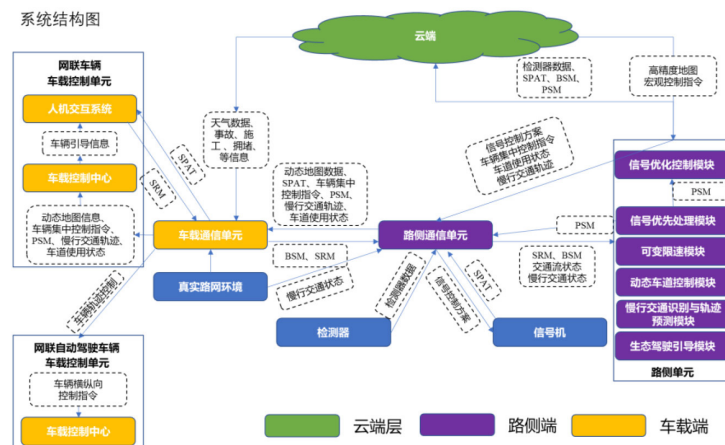 系统结构图
云端
网联车辆
车载控制单元
人机交互系统
车辆引导信息
车载控制中心
动态地图信息、
车辆集中控制指令、
PSM、慢行交通轨迹、
车道使用状态
SPAT
SRM
天气数据、
事故、施
工、拥堵、
等信息
检测器数据、
SPAT、BSM、
PSM
高精度地图
宏观控制指令
信号控制方案
车辆集中控制指令
车道使用状态
慢行交通轨迹
动态地图数据、
SPAT、车辆集中
控制指令、PSM、
慢行交通轨迹、
车道使用状态
车载通信单元
路侧通信单元
BSM、SRM
真实路网环境
慢行交通状态
PSM
SRM、BSM
交通流状态
慢行交通状态
检测器数据
信号控制方案
SPAT
检测器
信号机
信号优化控制模块
PSM
信号优先处理模块
可变限速模块
动态车道控制模块
慢行交通识别与轨迹
预测模块
生态驾驶引导模块
路侧单元
车辆轨迹控制
网联自动驾驶车辆
车载控制单元
车辆横纵向
控制指令
车载控制中心
云端层
路侧端
车载端